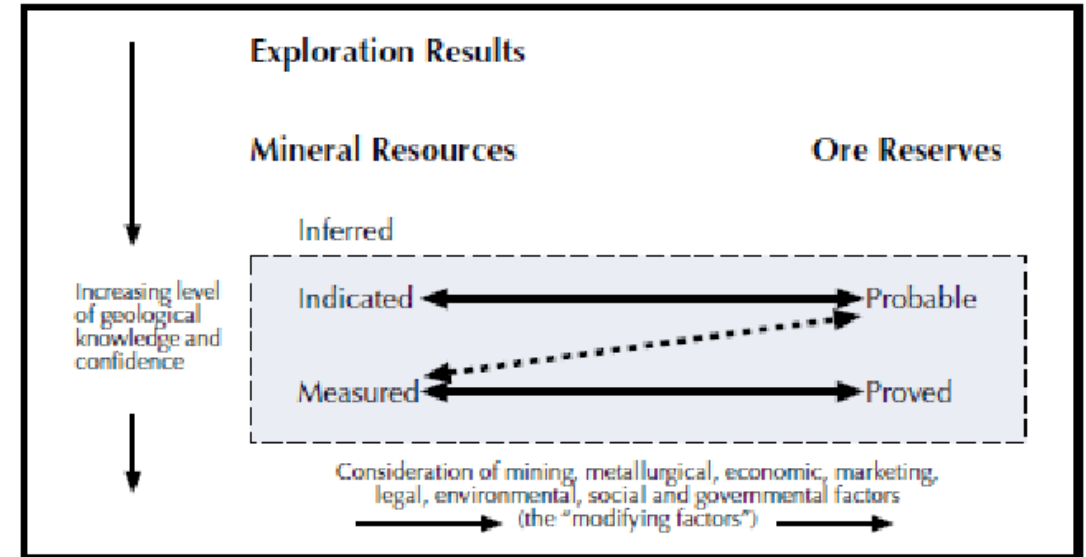 Exploration Results
Mineral Resources Ore Reserves
Inferred
Indicated Probable
Increasing level
of geological
knowledge and
confidence
Measured Proved
Consideration of mining, metallurgical, economic, marketing,
legal, environmental, social and governmental factors
(the “modifying factors”)